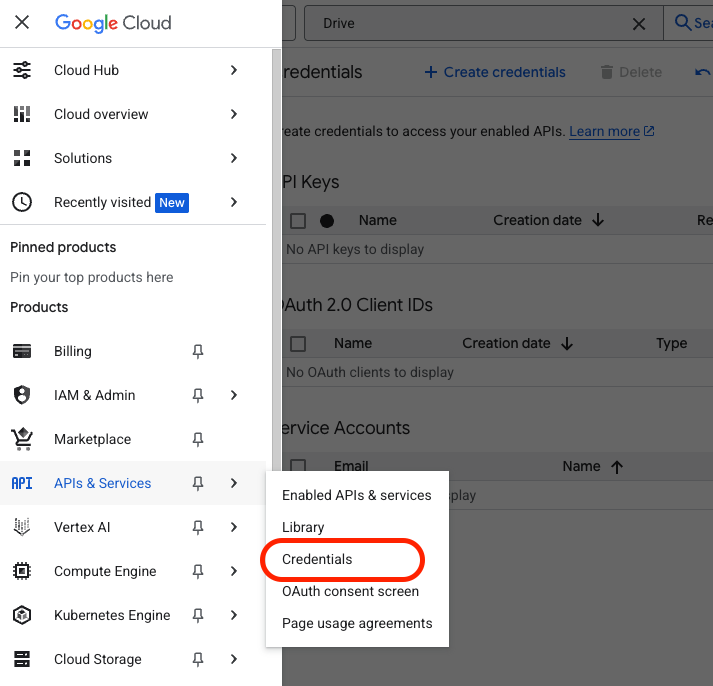 Google Cloud
Cloud Hub
Cloud overview
Solutions
Recently visited New
Pinned products
Pin your top products here
Products
Billing
IAM & Admin
Marketplace
API APIs & Services
Vertex AI
Compute Engine
Kubernetes Engine
Cloud Storage
Enabled APIs & services
Library
Credentials
OAuth consent screen
Page usage agreements
Drive
Sea
redentials
Create credentials
Delete
reate credentials to access your enabled APIs. Learn more
PI Keys
Name Creation date Re
No API keys to display
OAuth 2.0 Client IDs
Name Creation date Type
No OAuth clients to display
ervice Accounts
Email Name
play